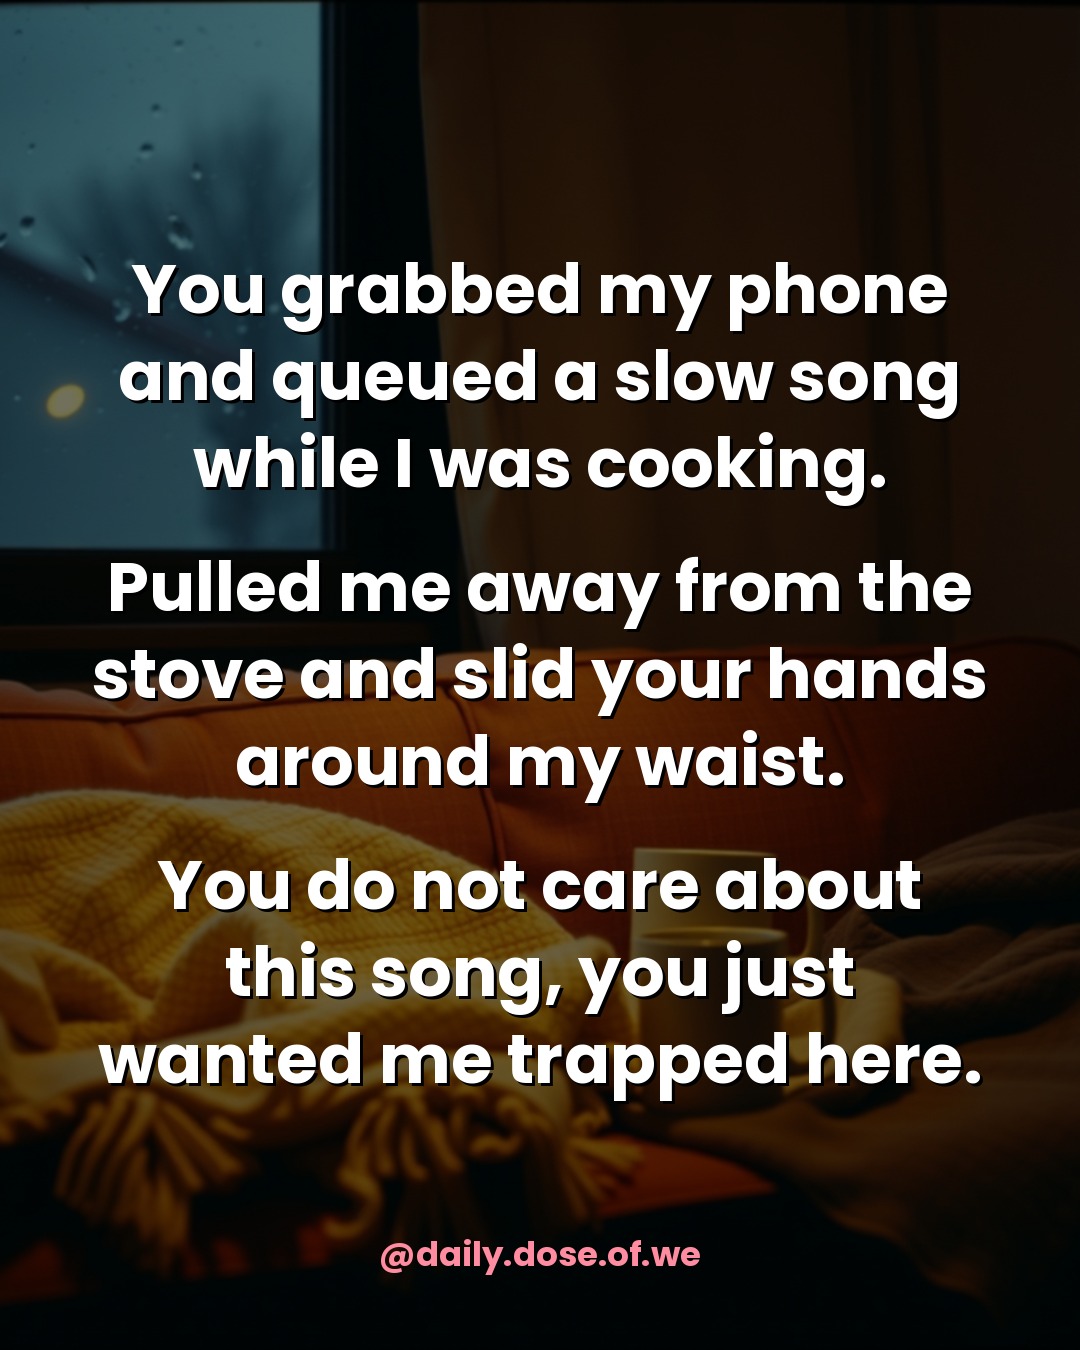 You grabbed my phone
and queued a slow song
while I was cooking.
Pulled me away from the
stove and slid your hands
around my waist.
You do not care about
this song, you just
wanted me trapped here.
@daily.dose.of.we